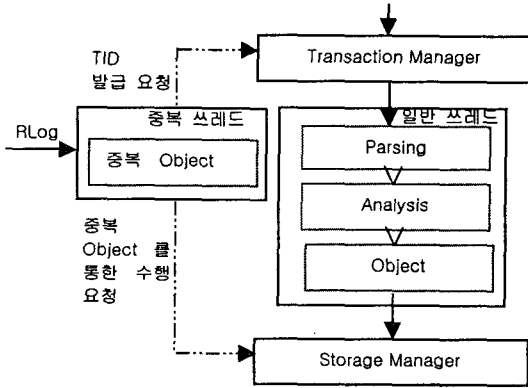 TID
발급 요청
Transaction Manager
RLog
중복 쓰레드
중복 Object
일반 쓰레드
Parsing
Analysis
Object
중복
Object 를
통한 수행
요청
Storage Manager